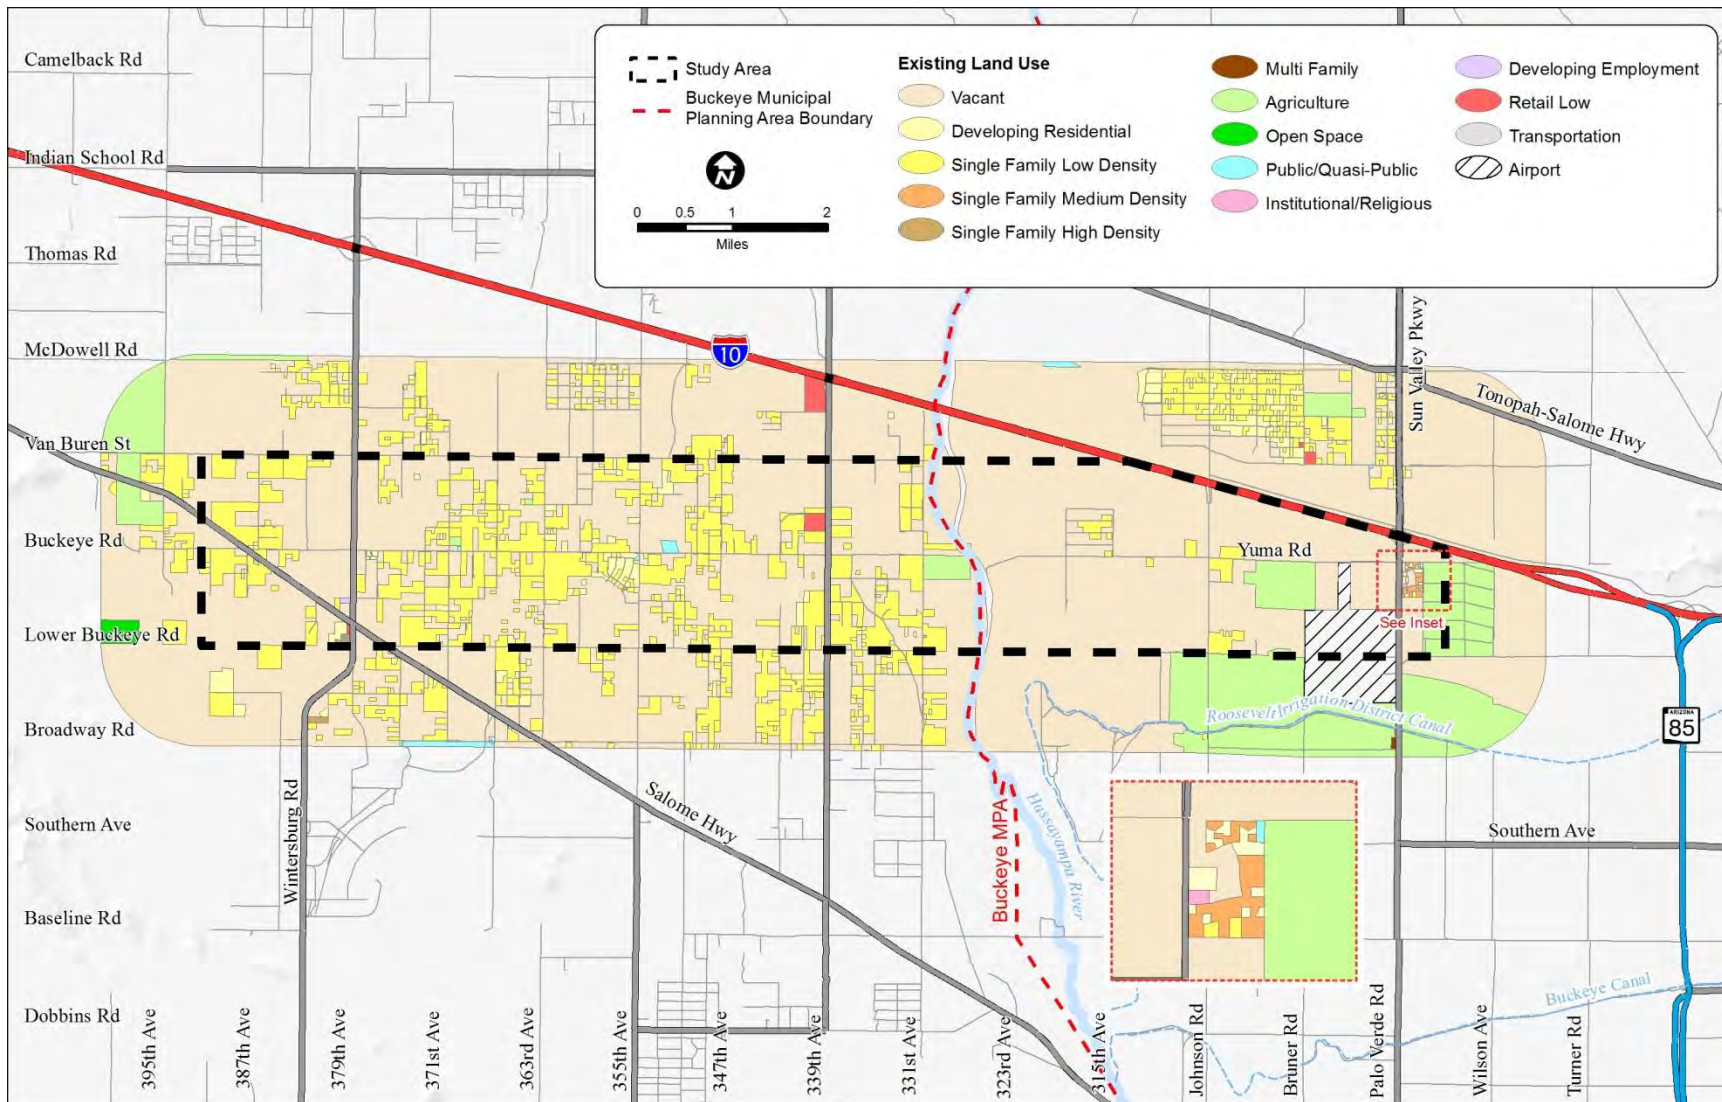 Camelback Rd
Indian School Rd
Thomas Rd
McDowell Rd
Van Buren St
Buckeye Rd
Lower Buckeye Rd
Broadway Rd
Southern Ave
Baseline Rd
Dobbins Rd
Study Area
Buckeye Municipal
Planning Area Boundary
N
0 0.5 1 2
Miles
Existing Land Use
Vacant
Developing Residential
Single Family Low Density
Single Family Medium Density
Single Family High Density
Multi Family
Agriculture
Open Space
Public/Quasi-Public
Institutional/Religious
Developing Employment
Retail Low
Transportation
Airport
10
Sun Valley Pkwy
Tonopah-Salome Hwy
Yuma Rd
See Inset
Roosevelt Irrigation District Canal
ARIZONA
85
Wintersburg Rd
Salome Hwy
Buckeye MPA
Hassayampa River
Southern Ave
Buckeye Canal
395th Ave
387th Ave
379th Ave
371st Ave
363rd Ave
355th Ave
347th Ave
339th Ave
331st Ave
323rd Ave
315th Ave
Johnson Rd
Bruner Rd
Palo Verde Rd
Wilson Ave
Turner Rd